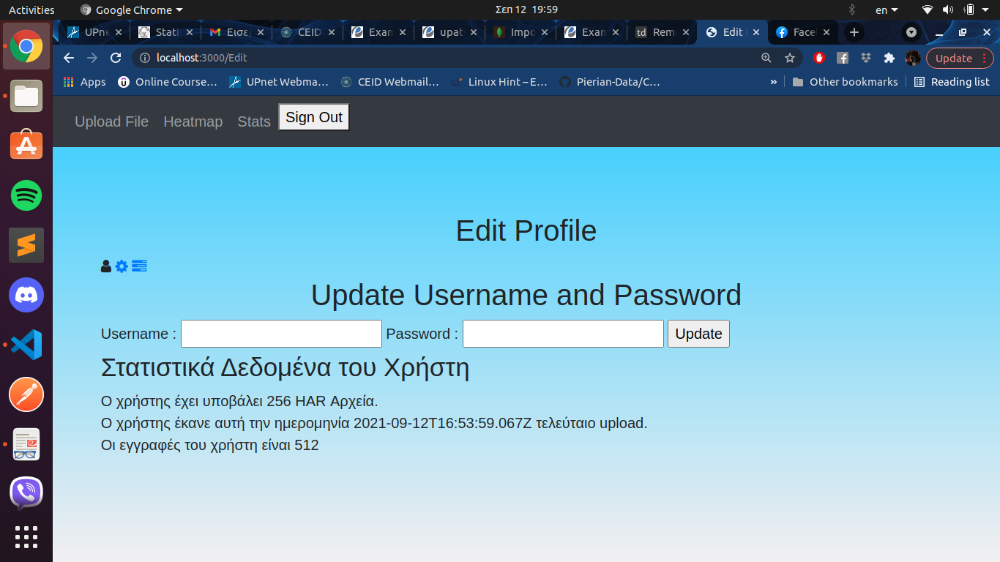 Activities Google Chrome Σεπ 12 19:59 en
UPne Stati Εισε CEID Exam upat Impo Exan td Rem Edit Facel
localhost:3000/Edit Update
Apps Online Course… UPnet Webma… CEID Webmail… Linux Hint – E… Pierian-Data/C… » Other bookmarks Reading list
Upload File Heatmap Stats Sign Out
Edit Profile
Update Username and Password
Username : Password : Update
Στατιστικά Δεδομένα του Χρήστη
Ο χρήστης έχει υποβάλει 256 HAR Αρχεία.
Ο χρήστης έκανε αυτή την ημερομηνία 2021-09-12T16:53:59.067Z τελεύταιο upload.
Οι εγγραφές του χρήστη είναι 512